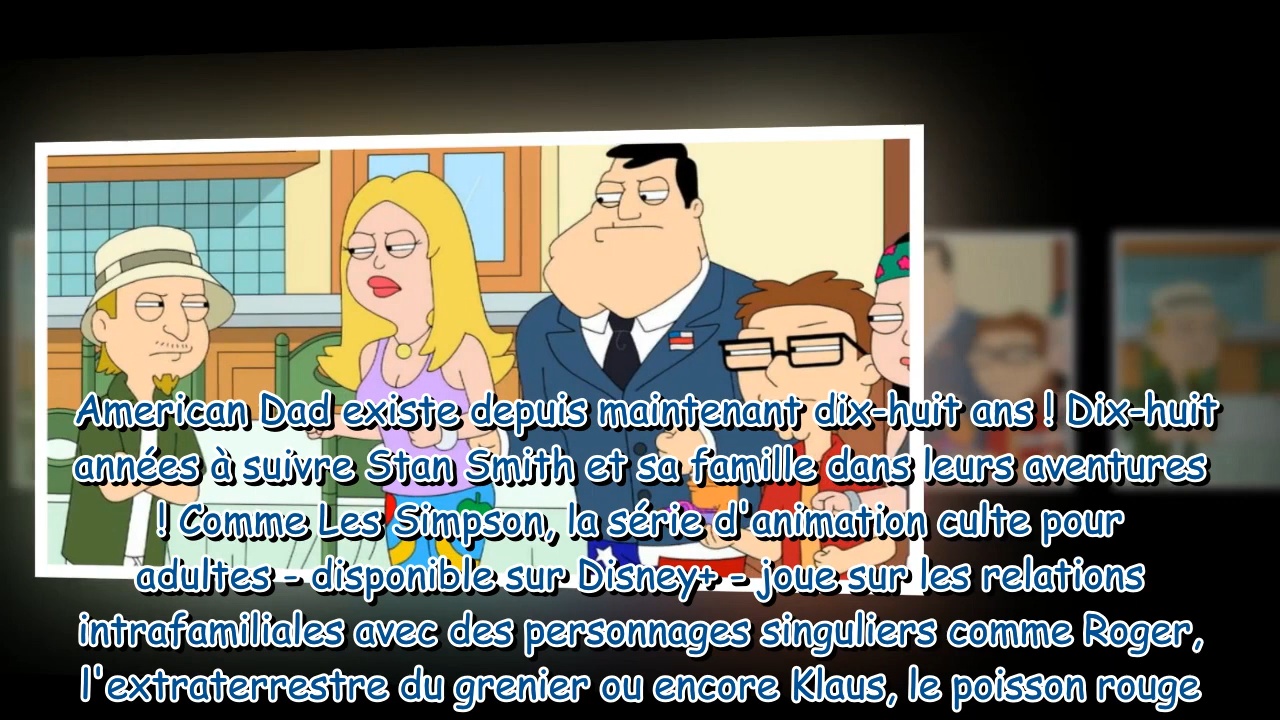 American Dad existe depuis maintenant dix-huit ans ! Dix-huit
années à suivre Stan Smith et sa famille dans leurs aventures
! Comme Les Simpson, la série d'animation culte pour
adultes - disponible sur Disney+ - joue sur les relations
intrafamiliales avec des personnages singuliers comme Roger,
l'extraterrestre du grenier ou encore Klaus, le poisson rouge